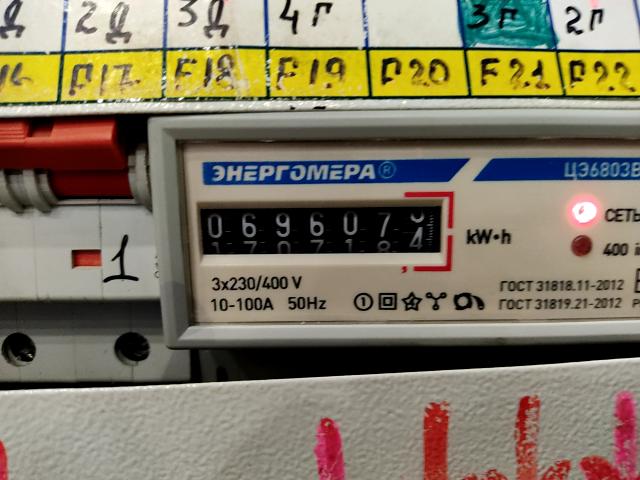 2Д 3Д 4Г 3Г 2Г
F17 F18 F19 F20 F21 F22
ЭНЕРГОМЕРА® ЦЭ6803В
069607
kW•h
СЕТЬ
400
1
3x230/400 V
10-100A 50Hz
ГОСТ 31818.11-2012
ГОСТ 31819.21-2012